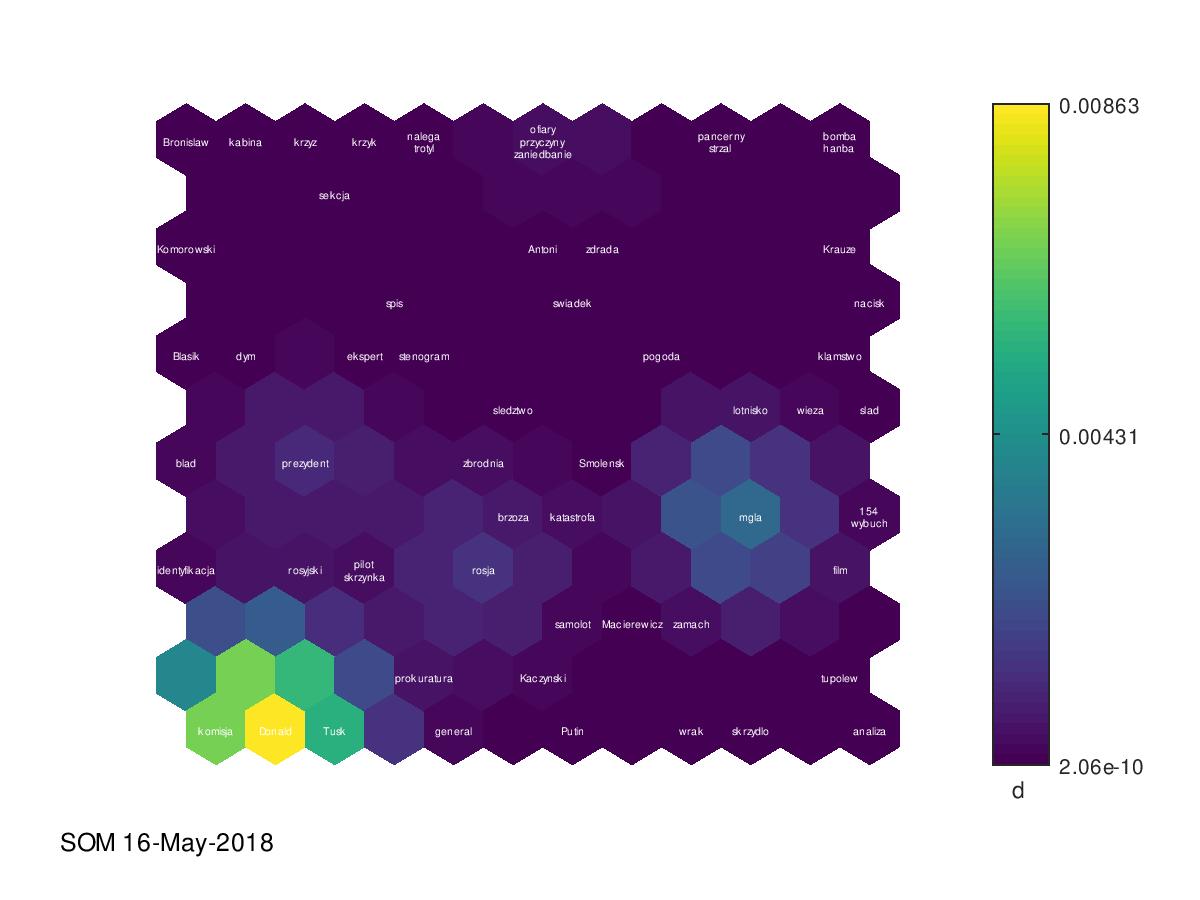 0.00863
Bronislaw kabina krzyz krzyk nalega trotyl ofiary przyczyny zaniedbanie pancerny strzal bomba hanba
sekcja
Komorowski Antoni zdrada Krauze
spis swiadek nacisk
Blasik dym ekspert stenogram pogoda klamstwo
sledztwo lotnisko wieza slad
0.00431
blad prezydent zbrodnia Smolensk
brzoza katastrofa mgla 154 wybuch
identyfikacja rosyjski pilot skrzynka rosja film
samolot Macierewicz zamach
prokuratura Kaczynski tupolew
komisja Donald Tusk general Putin wrak skrzydlo analiza
2.06e-10
d
SOM 16-May-2018